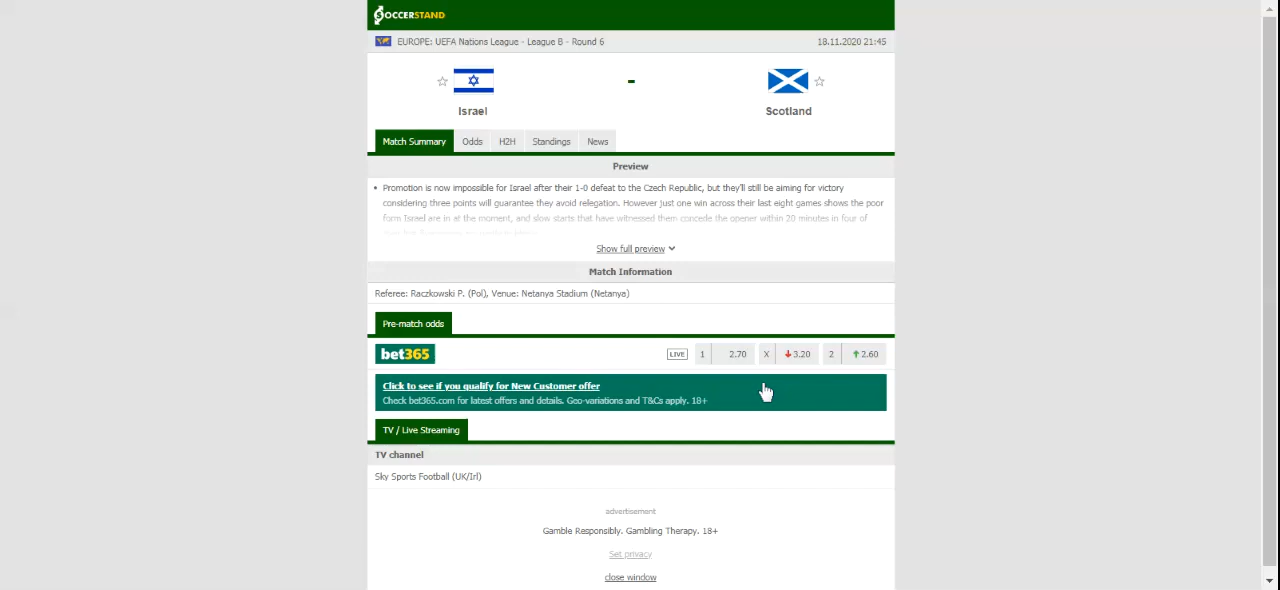 SOCCERSTAND
EUROPE: UEFA Nations League - League B - Round 6 18.11.2020 21:45
-
Israel Scotland
Match Summary Odds H2H Standings News
Preview
• Promotion is now impossible for Israel after their 1-0 defeat to the Czech Republic, but they'll still be aiming for victory
considering three points will guarantee they avoid relegation. However just one win across their last eight games shows the poor
form Israel are in at the moment, and slow starts that have witnessed them concede the opener within 20 minutes in four of
Show full preview
Match Information
Referee: Raczkowski P. (Pol), Venue: Netanya Stadium (Netanya)
Pre-match odds
bet365 LIVE 1 2.70 X 3.20 2 2.60
Click to see if you qualify for New Customer offer
Check bet365.com for latest offers and details. Geo-variations and T&Cs apply. 18+
TV / Live Streaming
TV channel
Sky Sports Football (UK/Irl)
advertisement
Gamble Responsibly. Gambling Therapy. 18+
Set privacy
close window